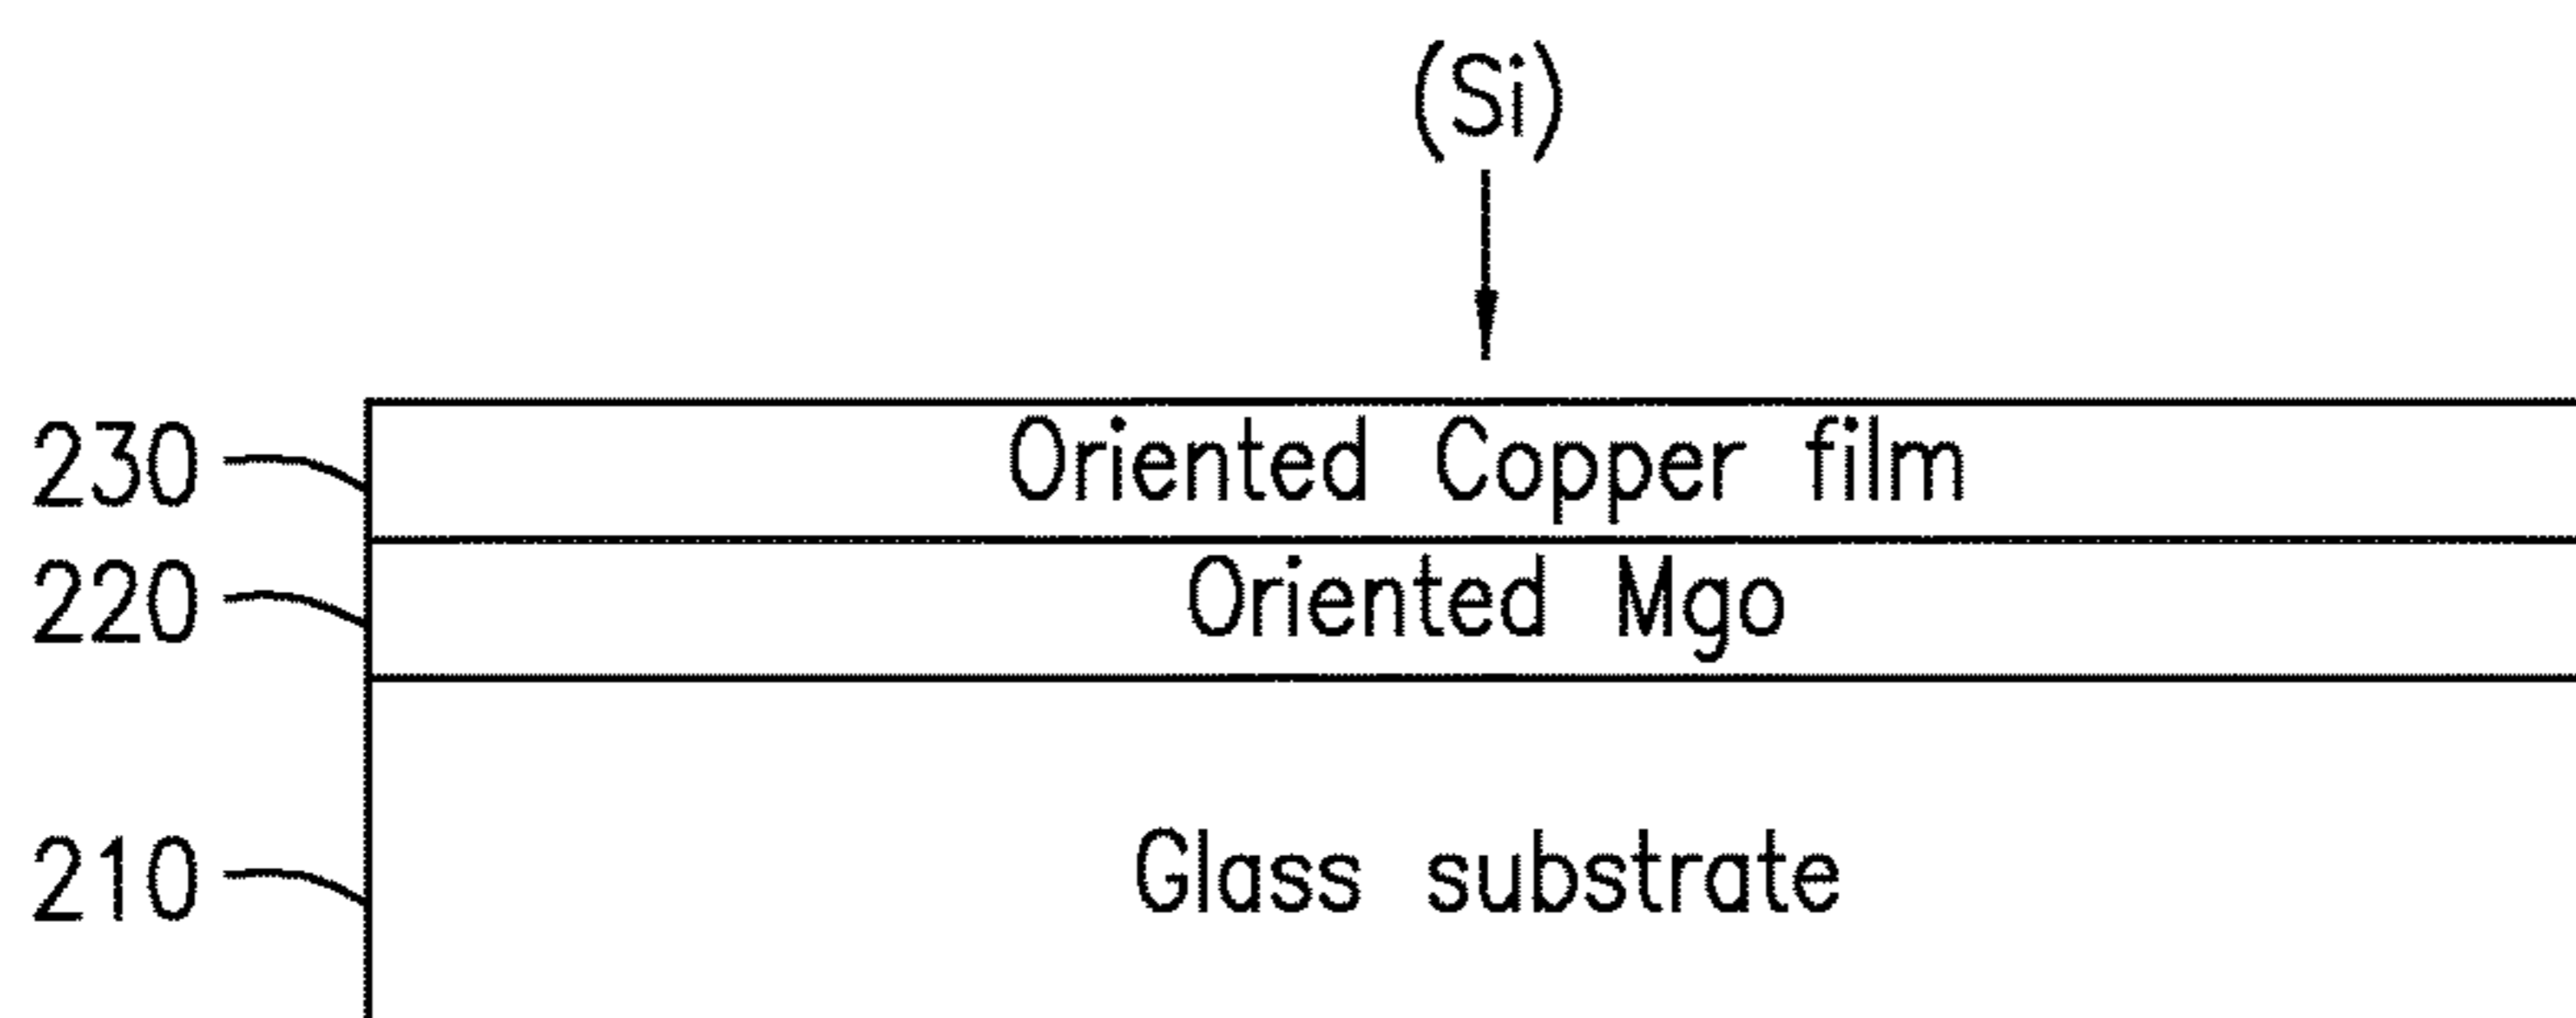 (Si)
230 Oriented Copper film
220 Oriented Mgo
210 Glass substrate